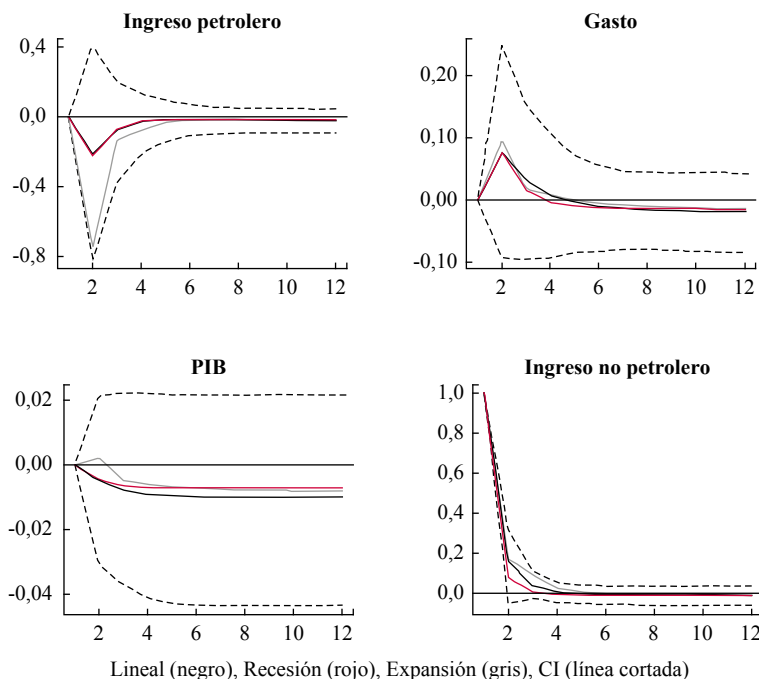 Ingreso petrolero
0,4
0,0
-0,4
-0,8
2 4 6 8 10 12
Gasto
0,20
0,10
0,00
-0,10
2 4 6 8 10 12
PIB
0,02
0,00
-0,02
-0,04
2 4 6 8 10 12
Ingreso no petrolero
1,0
0,8
0,6
0,4
0,2
0,0
2 4 6 8 10 12
Lineal (negro), Recesión (rojo), Expansión (gris), CI (línea cortada)